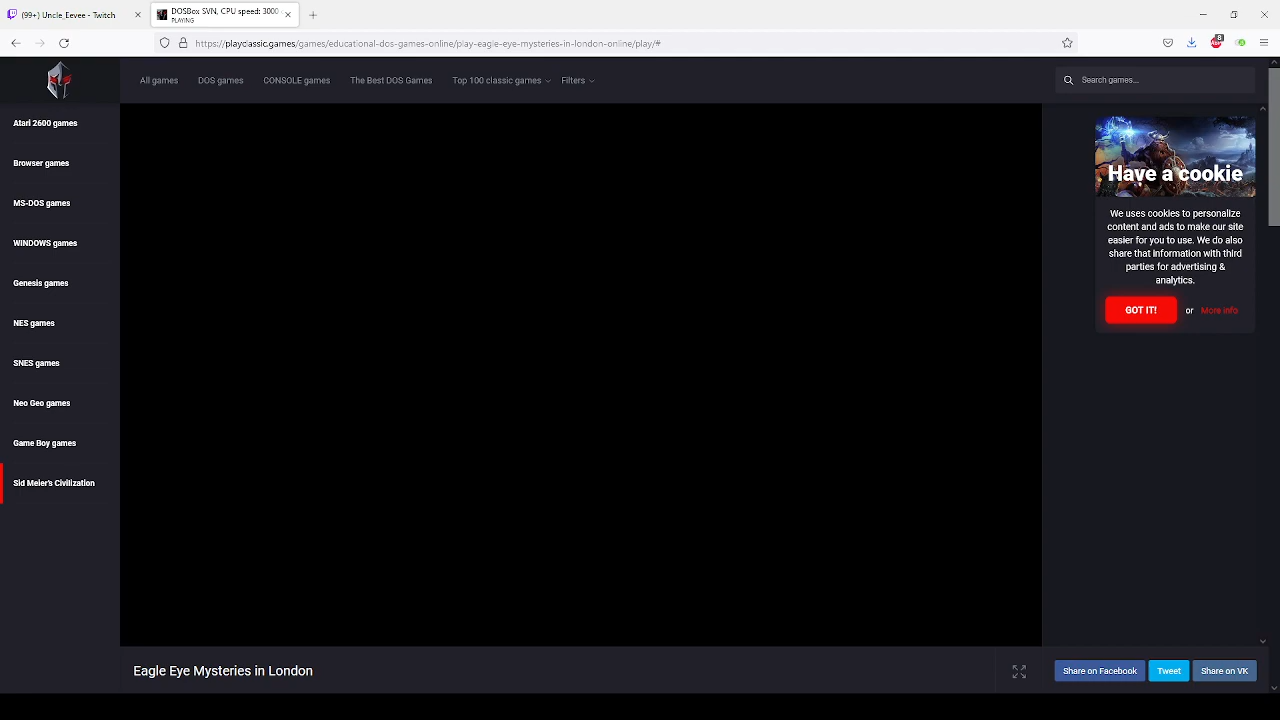 (99+) Uncle_Eevee - Twitch
DOSBox SVN, CPU speed: 3000
PLAYING
https://playclassic.games/games/educational-dos-games-online/play-eagle-eye-mysteries-in-london-online/play/#
8
All games
DOS games
CONSOLE games
The Best DOS Games
Top 100 classic games
Filters
Search games...
Atari 2600 games
Browser games
MS-DOS games
WINDOWS games
Genesis games
NES games
SNES games
Neo Geo games
Game Boy games
Sid Meier's Civilization
Have a cookie
We uses cookies to personalize
content and ads to make our site
easier for you to use. We do also
share that information with third
parties for advertising &
analytics.
GOT IT! or More info
Eagle Eye Mysteries in London
Share on Facebook
Tweet
Share on VK